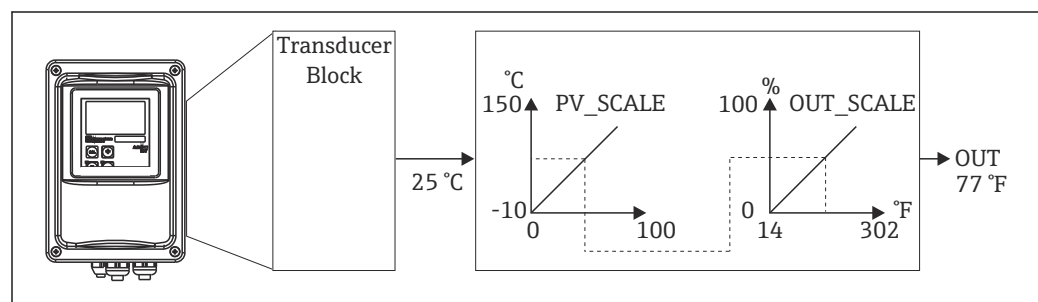 Transducer
Block
25 °C
°C
150
PV_SCALE
-10
0
100
%
100
OUT_SCALE
0
14
302
°F
OUT
77 °F